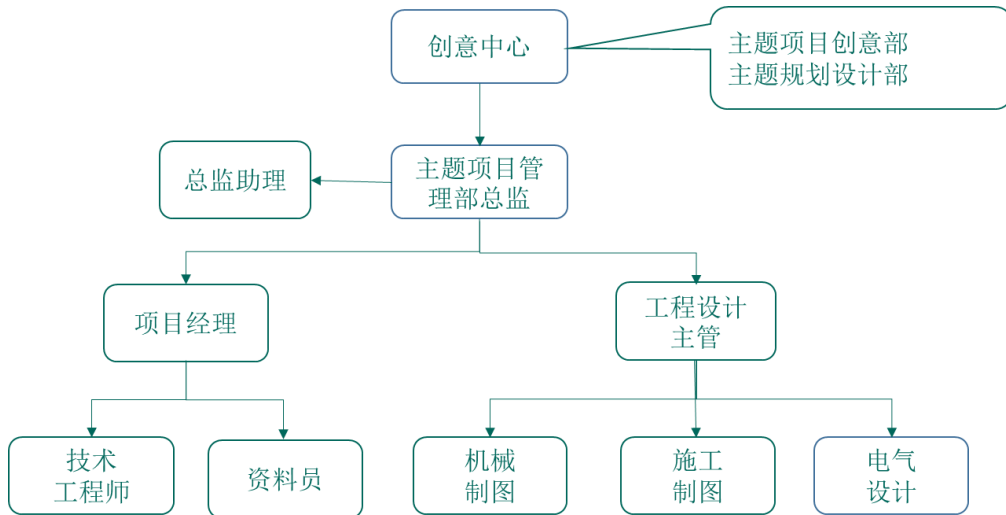 创意中心
主题项目创意部
主题规划设计部
总监助理
主题项目管
理部总监
项目经理
工程设计
主管
技术
工程师
资料员
机械
制图
施工
制图
电气
设计